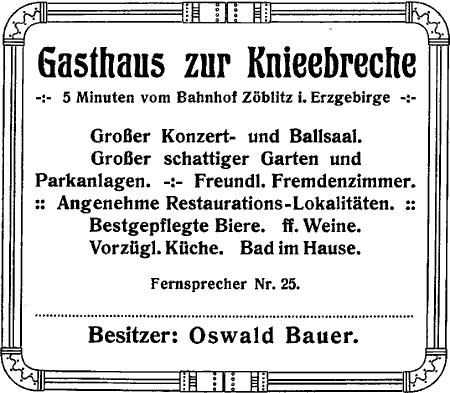 Gasthaus zur Knieebreche
-:- 5 Minuten vom Bahnhof Zöblitz i. Erzgebirge -:-
Großer Konzert- und Ballsaal.
Großer schattiger Garten und
Parkanlagen. -:- Freundl. Fremdenzimmer.
:: Angenehme Restaurations-Lokalitäten. ::
Bestgepflegte Biere. ff. Weine.
Vorzügl. Küche. Bad im Hause.
Fernsprecher Nr. 25.
Besitzer: Oswald Bauer.